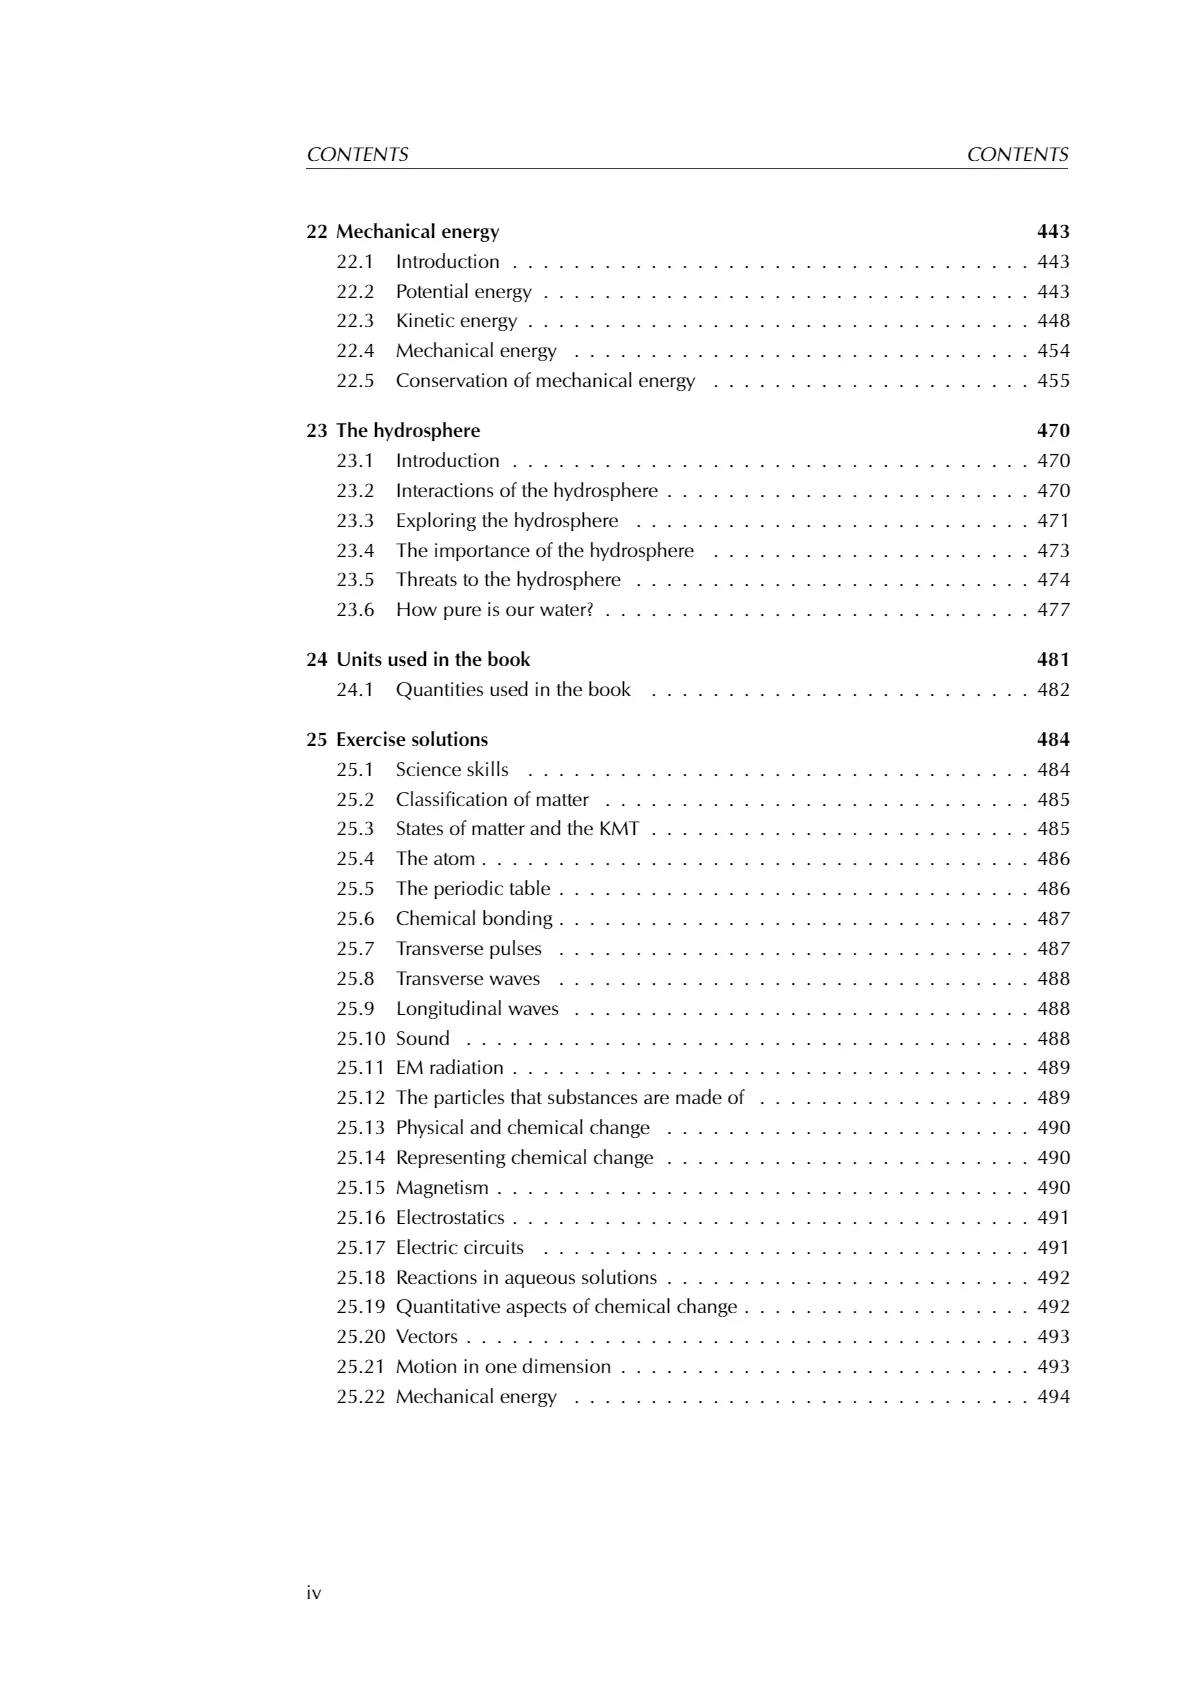 CONTENTS CONTENTS
22 Mechanical energy 443
22.1 Introduction . . . . . . . . . . . . . . . . . . . . . . . . . . . . . . . . . . 443
22.2 Potential energy . . . . . . . . . . . . . . . . . . . . . . . . . . . . . . . . 443
22.3 Kinetic energy . . . . . . . . . . . . . . . . . . . . . . . . . . . . . . . . . 448
22.4 Mechanical energy . . . . . . . . . . . . . . . . . . . . . . . . . . . . . . 454
22.5 Conservation of mechanical energy . . . . . . . . . . . . . . . . . . . . . 455
23 The hydrosphere 470
23.1 Introduction . . . . . . . . . . . . . . . . . . . . . . . . . . . . . . . . . . 470
23.2 Interactions of the hydrosphere . . . . . . . . . . . . . . . . . . . . . . . . 470
23.3 Exploring the hydrosphere . . . . . . . . . . . . . . . . . . . . . . . . . . 471
23.4 The importance of the hydrosphere . . . . . . . . . . . . . . . . . . . . . 473
23.5 Threats to the hydrosphere . . . . . . . . . . . . . . . . . . . . . . . . . . 474
23.6 How pure is our water? . . . . . . . . . . . . . . . . . . . . . . . . . . . . 477
24 Units used in the book 481
24.1 Quantities used in the book . . . . . . . . . . . . . . . . . . . . . . . . . 482
25 Exercise solutions 484
25.1 Science skills . . . . . . . . . . . . . . . . . . . . . . . . . . . . . . . . . 484
25.2 Classification of matter . . . . . . . . . . . . . . . . . . . . . . . . . . . . 485
25.3 States of matter and the KMT . . . . . . . . . . . . . . . . . . . . . . . . . 485
25.4 The atom . . . . . . . . . . . . . . . . . . . . . . . . . . . . . . . . . . . . 486
25.5 The periodic table . . . . . . . . . . . . . . . . . . . . . . . . . . . . . . . 486
25.6 Chemical bonding . . . . . . . . . . . . . . . . . . . . . . . . . . . . . . . 487
25.7 Transverse pulses . . . . . . . . . . . . . . . . . . . . . . . . . . . . . . . 487
25.8 Transverse waves . . . . . . . . . . . . . . . . . . . . . . . . . . . . . . . 488
25.9 Longitudinal waves . . . . . . . . . . . . . . . . . . . . . . . . . . . . . . 488
25.10 Sound . . . . . . . . . . . . . . . . . . . . . . . . . . . . . . . . . . . . . 488
25.11 EM radiation . . . . . . . . . . . . . . . . . . . . . . . . . . . . . . . . . . 489
25.12 The particles that substances are made of . . . . . . . . . . . . . . . . . . 489
25.13 Physical and chemical change . . . . . . . . . . . . . . . . . . . . . . . . 490
25.14 Representing chemical change . . . . . . . . . . . . . . . . . . . . . . . . 490
25.15 Magnetism . . . . . . . . . . . . . . . . . . . . . . . . . . . . . . . . . . . 490
25.16 Electrostatics . . . . . . . . . . . . . . . . . . . . . . . . . . . . . . . . . . 491
25.17 Electric circuits . . . . . . . . . . . . . . . . . . . . . . . . . . . . . . . . 491
25.18 Reactions in aqueous solutions . . . . . . . . . . . . . . . . . . . . . . . . 492
25.19 Quantitative aspects of chemical change . . . . . . . . . . . . . . . . . . . 492
25.20 Vectors . . . . . . . . . . . . . . . . . . . . . . . . . . . . . . . . . . . . . 493
25.21 Motion in one dimension . . . . . . . . . . . . . . . . . . . . . . . . . . . 493
25.22 Mechanical energy . . . . . . . . . . . . . . . . . . . . . . . . . . . . . . 494
iv